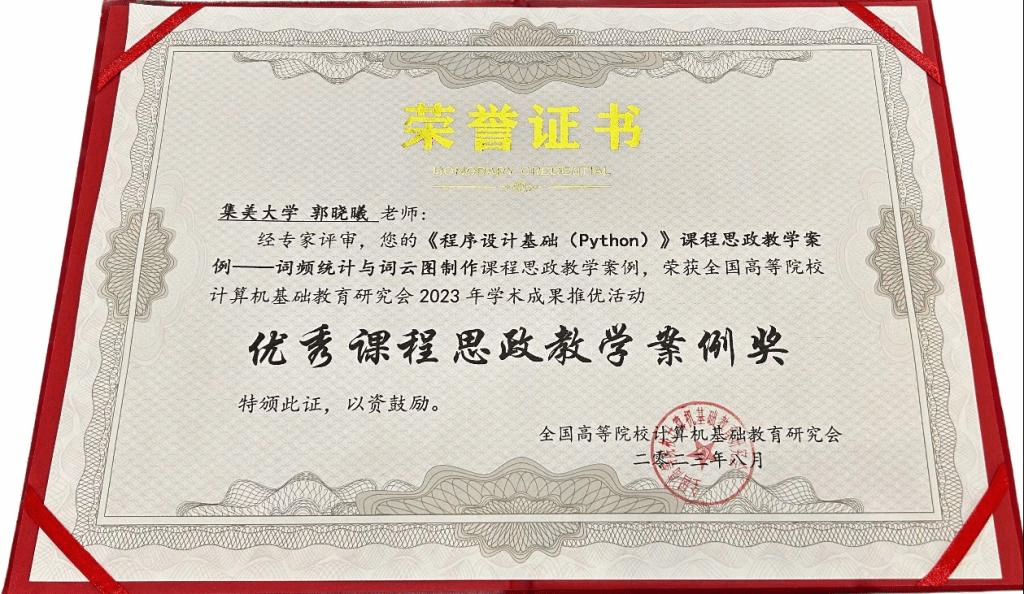 荣誉证书
HONORARY CREDENTIAL
集美大学 郭晓曦 老师：
经专家评审，您的《程序设计基础（Python）》课程思政教学案
例——词频统计与词云图制作课程思政教学案例，荣获全国高等院校
计算机基础教育研究会 2023 年学术成果推优活动
优秀课程思政教学案例奖
特颁此证，以资鼓励。
全国高等院校计算机基础教育研究会
二零二三年八月